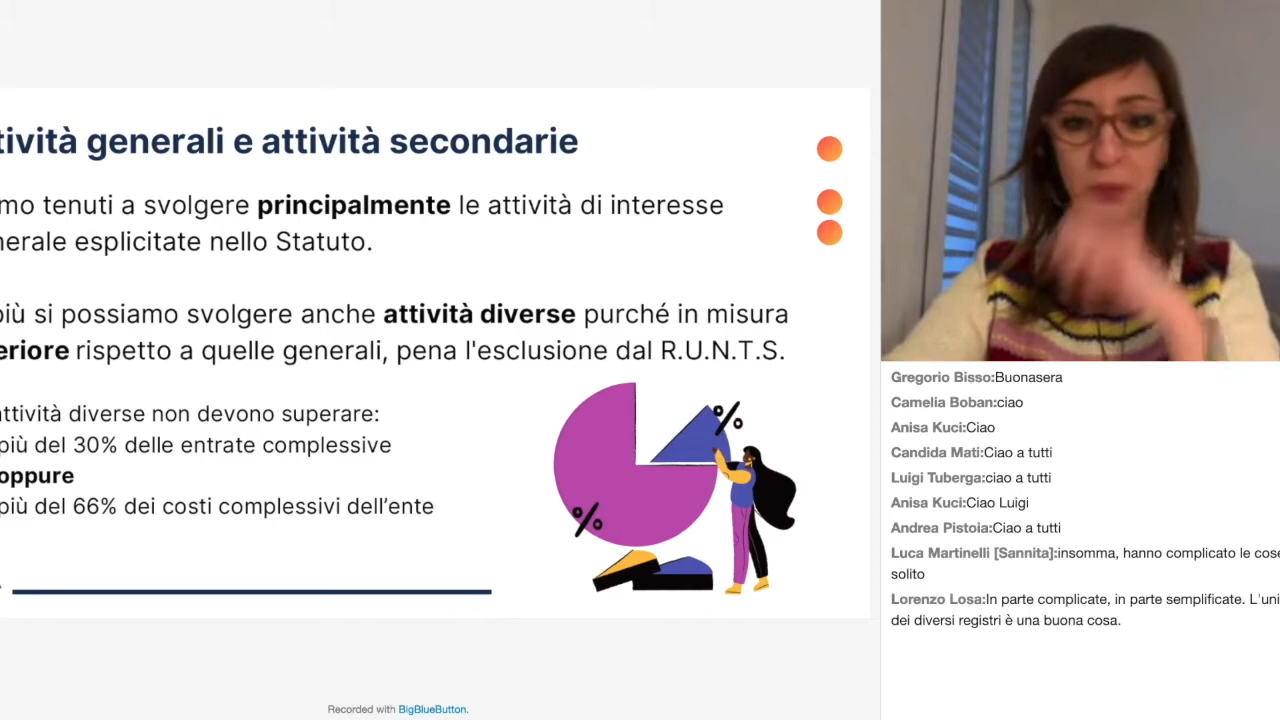 tività generali e attività secondarie
mo tenuti a svolgere principalmente le attività di interesse
nerale esplicitate nello Statuto.
più si possiamo svolgere anche attività diverse purché in misura
eriore rispetto a quelle generali, pena l'esclusione dal R.U.N.T.S.
attività diverse non devono superare:
più del 30% delle entrate complessive
oppure
più del 66% dei costi complessivi dell'ente
%
%
Recorded with BigBlueButton.
Gregorio Bisso:Buonasera
Camelia Boban:ciao
Anisa Kuci:Ciao
Candida Mati:Ciao a tutti
Luigi Tuberga:ciao a tutti
Anisa Kuci:Ciao Luigi
Andrea Pistoia:Ciao a tutti
Luca Martinelli [Sannita]:insomma, hanno complicato le cose
solito
Lorenzo Losa:In parte complicate, in parte semplificate. L'uni
dei diversi registri è una buona cosa.